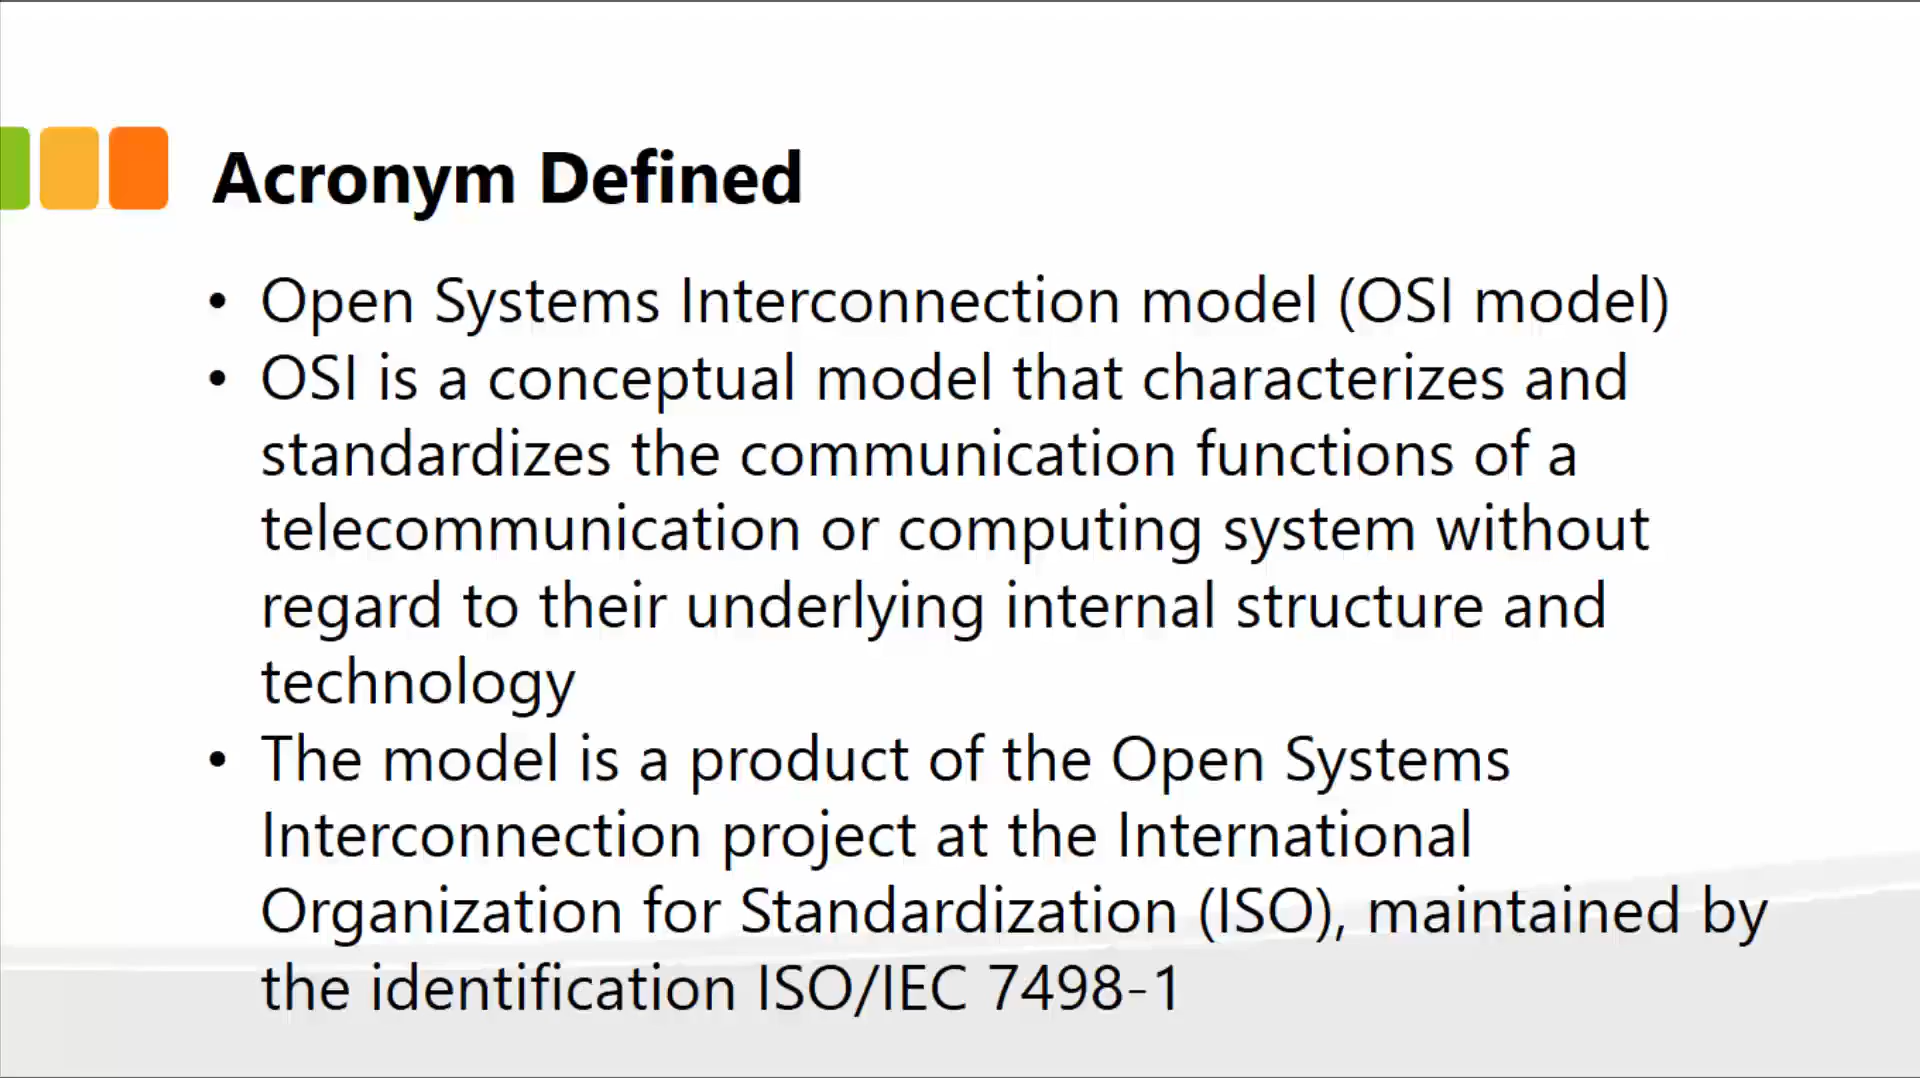 Acronym Defined
• Open Systems Interconnection model (OSI model)
• OSI is a conceptual model that characterizes and
standardizes the communication functions of a
telecommunication or computing system without
regard to their underlying internal structure and
technology
• The model is a product of the Open Systems
Interconnection project at the International
Organization for Standardization (ISO), maintained by
the identification ISO/IEC 7498-1